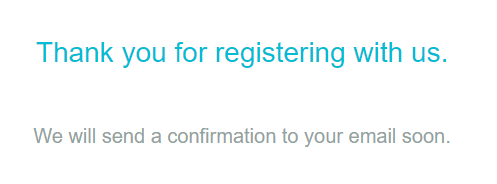 Thank you for registering with us.
We will send a confirmation to your email soon.